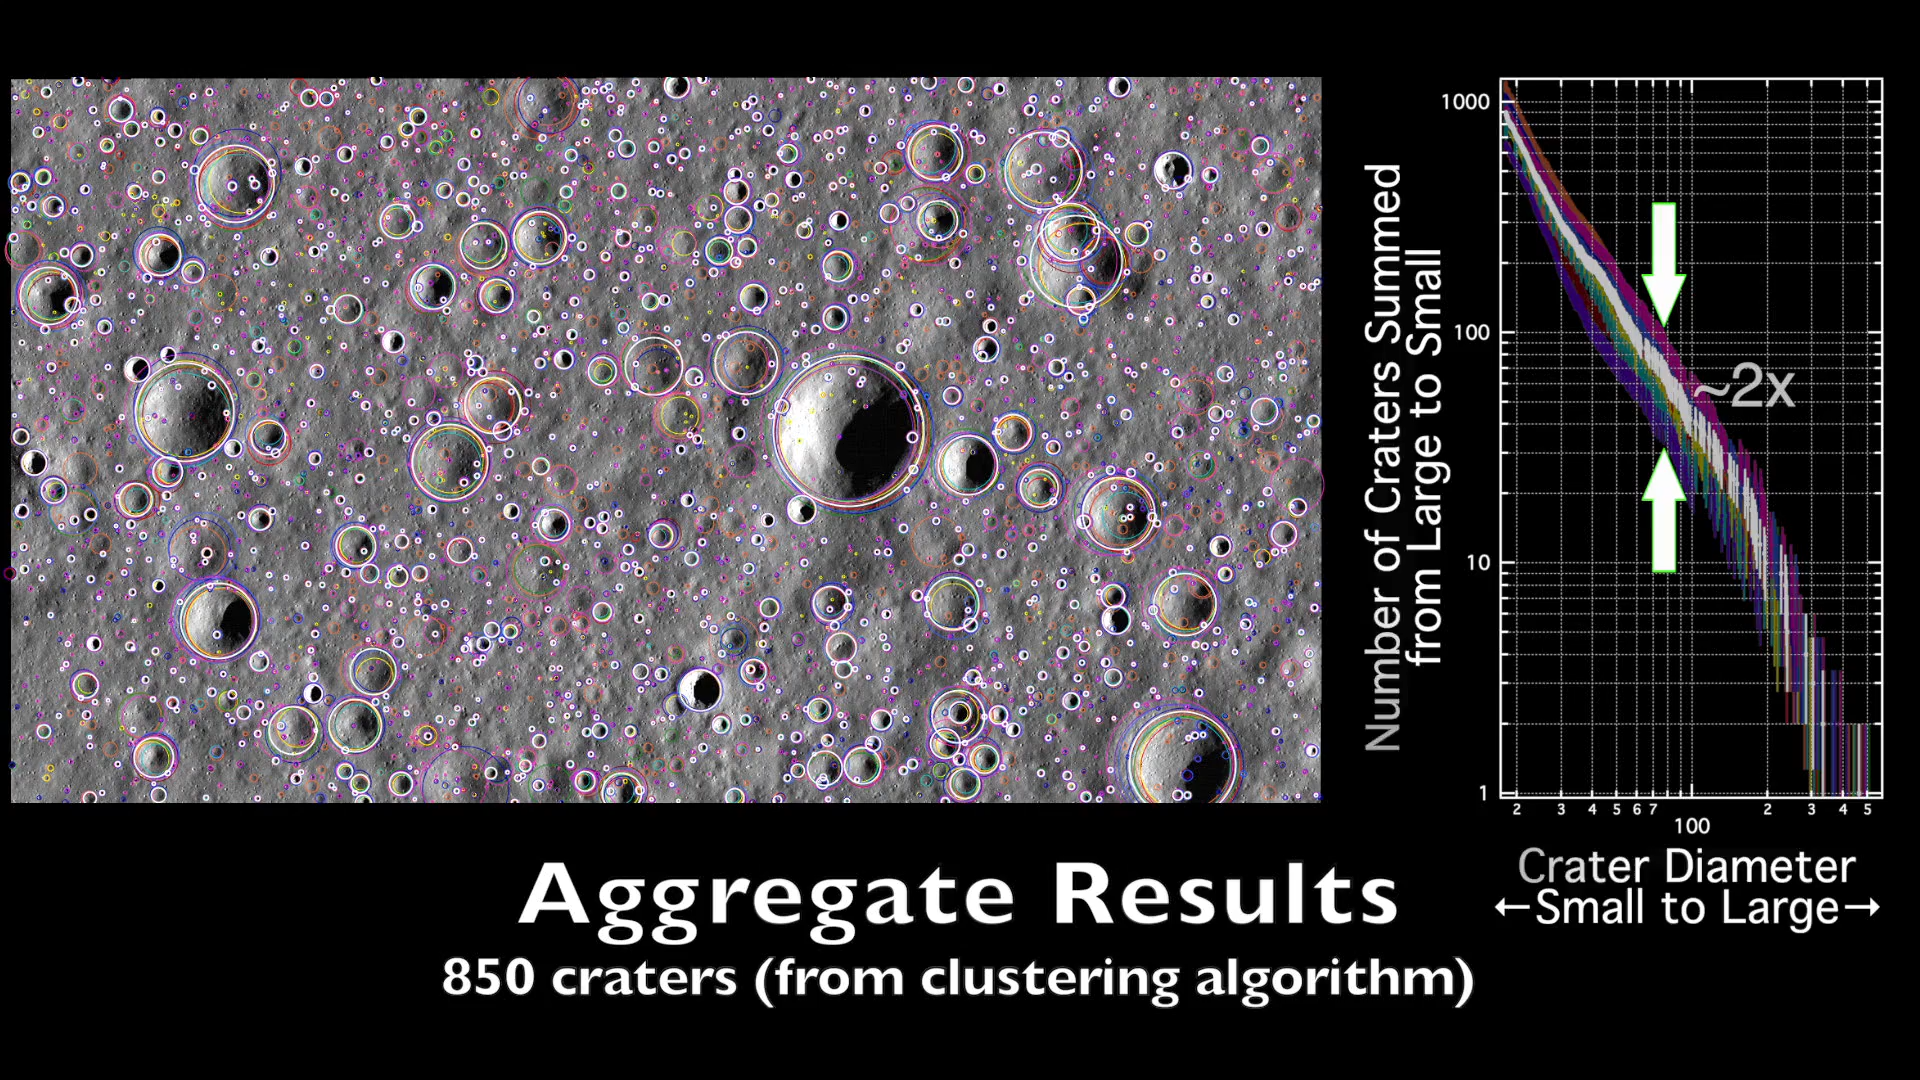 1000
100
10
1
Number of Craters Summed
from Large to Small
~2x
2 3 4 5 6 7 2 3 4 5
100
Crater Diameter
←Small to Large→
Aggregate Results
850 craters (from clustering algorithm)